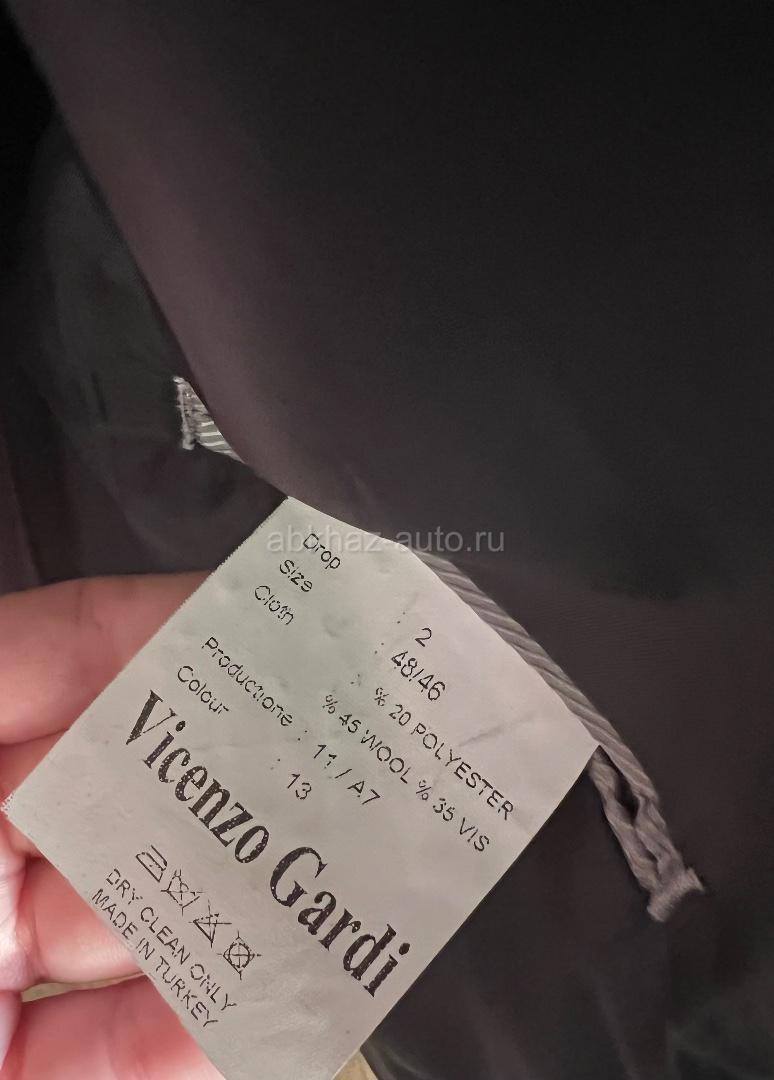 abkhaz-auto.ru
Drop : 2
Size : 48/46
Cloth : % 20 POLYESTER
% 45 WOOL % 35 VIS
Productione : 11 / A7
Colour : 13
Vicenzo Gardi
DRY CLEAN ONLY
MADE IN TURKEY